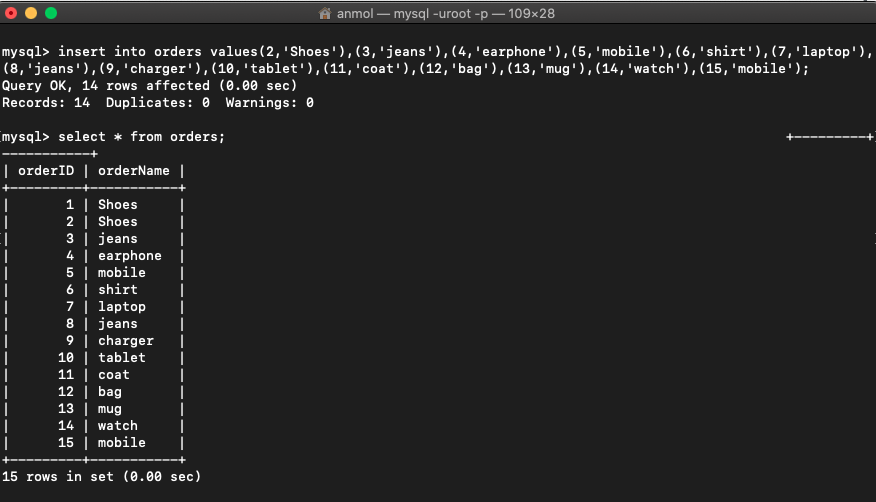 anmol — mysql -uroot -p — 109×28
mysql> insert into orders values(2,'Shoes'),(3,'jeans'),(4,'earphone'),(5,'mobile'),(6,'shirt'),(7,'laptop'),
(8,'jeans'),(9,'charger'),(10,'tablet'),(11,'coat'),(12,'bag'),(13,'mug'),(14,'watch'),(15,'mobile');
Query OK, 14 rows affected (0.00 sec)
Records: 14  Duplicates: 0  Warnings: 0
[mysql> select * from orders;                                                                      +---------+]
-----------+
| orderID | orderName |
+---------+-----------+
|       1 | Shoes     |
|       2 | Shoes     |
|       3 | jeans     |
|       4 | earphone  |
|       5 | mobile    |
|       6 | shirt     |
|       7 | laptop    |
|       8 | jeans     |
|       9 | charger   |
|      10 | tablet    |
|      11 | coat      |
|      12 | bag       |
|      13 | mug       |
|      14 | watch     |
|      15 | mobile    |
+---------+-----------+
15 rows in set (0.00 sec)